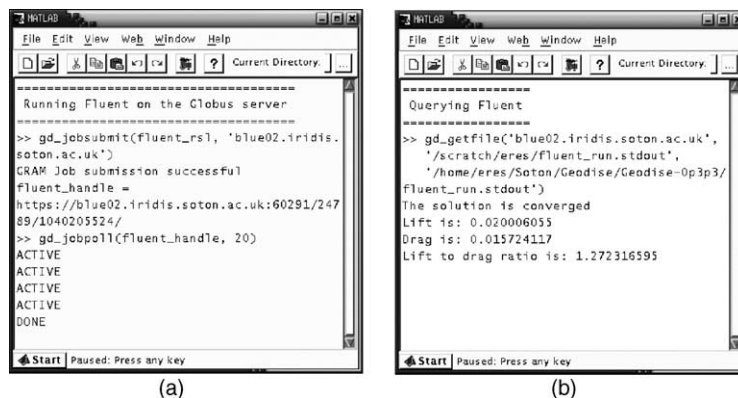 MATLAB
File Edit View Web Window Help
? Current Directory: ...
===================================
Running Fluent on the Globus server
===================================
>> gd_jobsubmit(fluent_rsl, 'blue02.iridis.
soton.ac.uk')
GRAM Job submission successful
fluent_handle =
https://blue02.iridis.soton.ac.uk:60291/247
89/1040205524/
>> gd_jobpoll(fluent_handle, 20)
ACTIVE
ACTIVE
ACTIVE
ACTIVE
DONE
Start Paused: Press any key
(a)
MATLAB
File Edit View Web Window Help
? Current Directory: ...
================
Querying Fluent
================
>> gd_getfile('blue02.iridis.soton.ac.uk',
'/scratch/eres/fluent_run.stdout',
'/home/eres/Soton/Geodise/Geodise-0p3p3/
fluent_run.stdout')
The solution is converged
Lift is: 0.020006055
Drag is: 0.015724117
Lift to drag ratio is: 1.272316595
Start Paused: Press any key
(b)